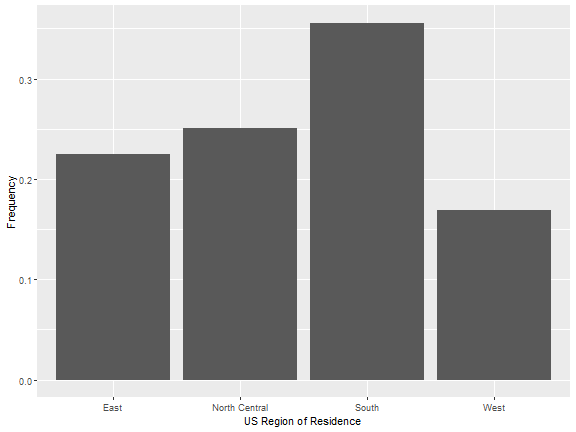 Frequency
0.3
0.2
0.1
0.0
East North Central South West
US Region of Residence